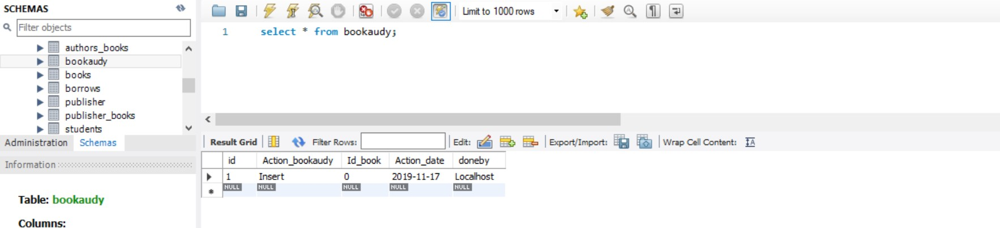 SCHEMAS
Filter objects
authors_books
bookaudy
books
borrows
publisher
publisher_books
students
Administration Schemas
Information
Table: bookaudy
Columns:
Limit to 1000 rows
1 select * from bookaudy;
Result Grid Filter Rows: Edit: Export/Import: Wrap Cell Content: IA
id Action_bookaudy Id_book Action_date doneby
1 Insert 0 2019-11-17 Localhost
NULL NULL NULL NULL NULL